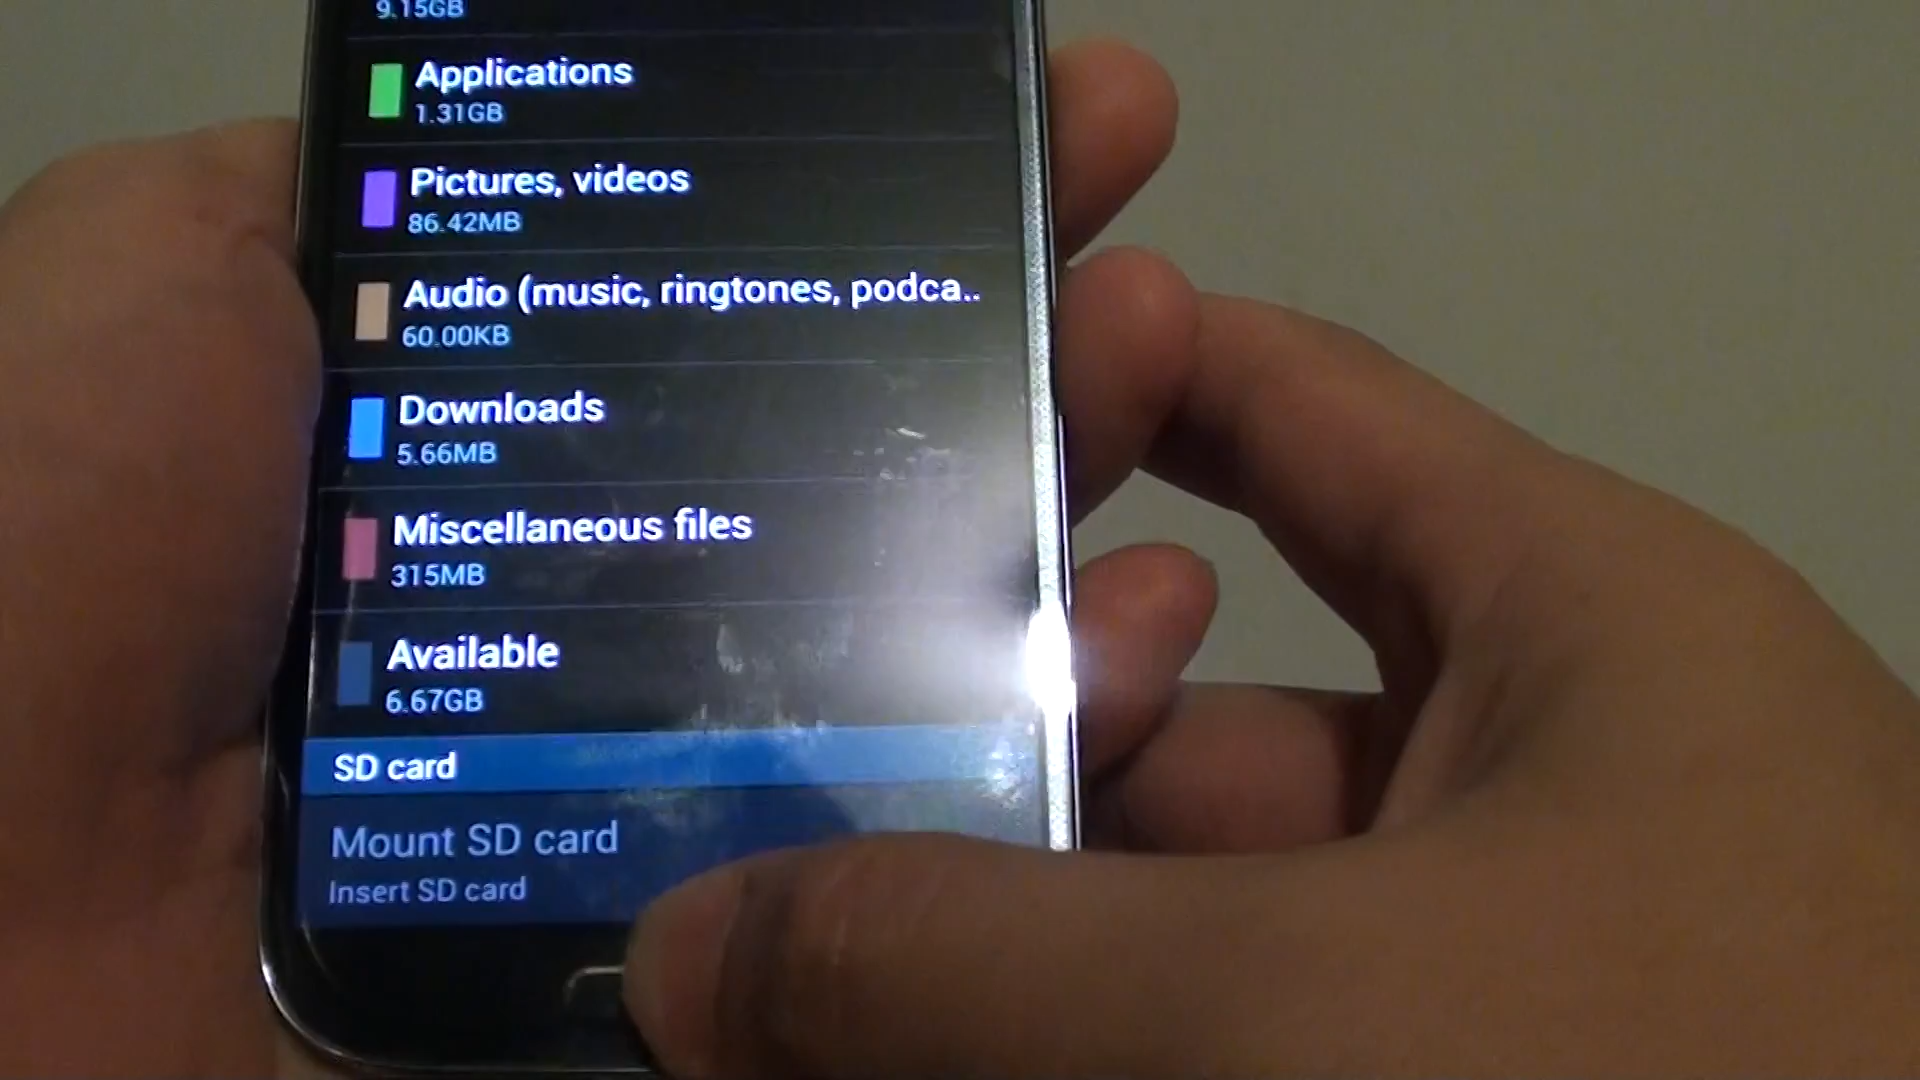 9.15GB
Applications
1.31GB
Pictures, videos
86.42MB
Audio (music, ringtones, podca..
60.00KB
Downloads
5.66MB
Miscellaneous files
315MB
Available
6.67GB
SD card
Mount SD card
Insert SD card